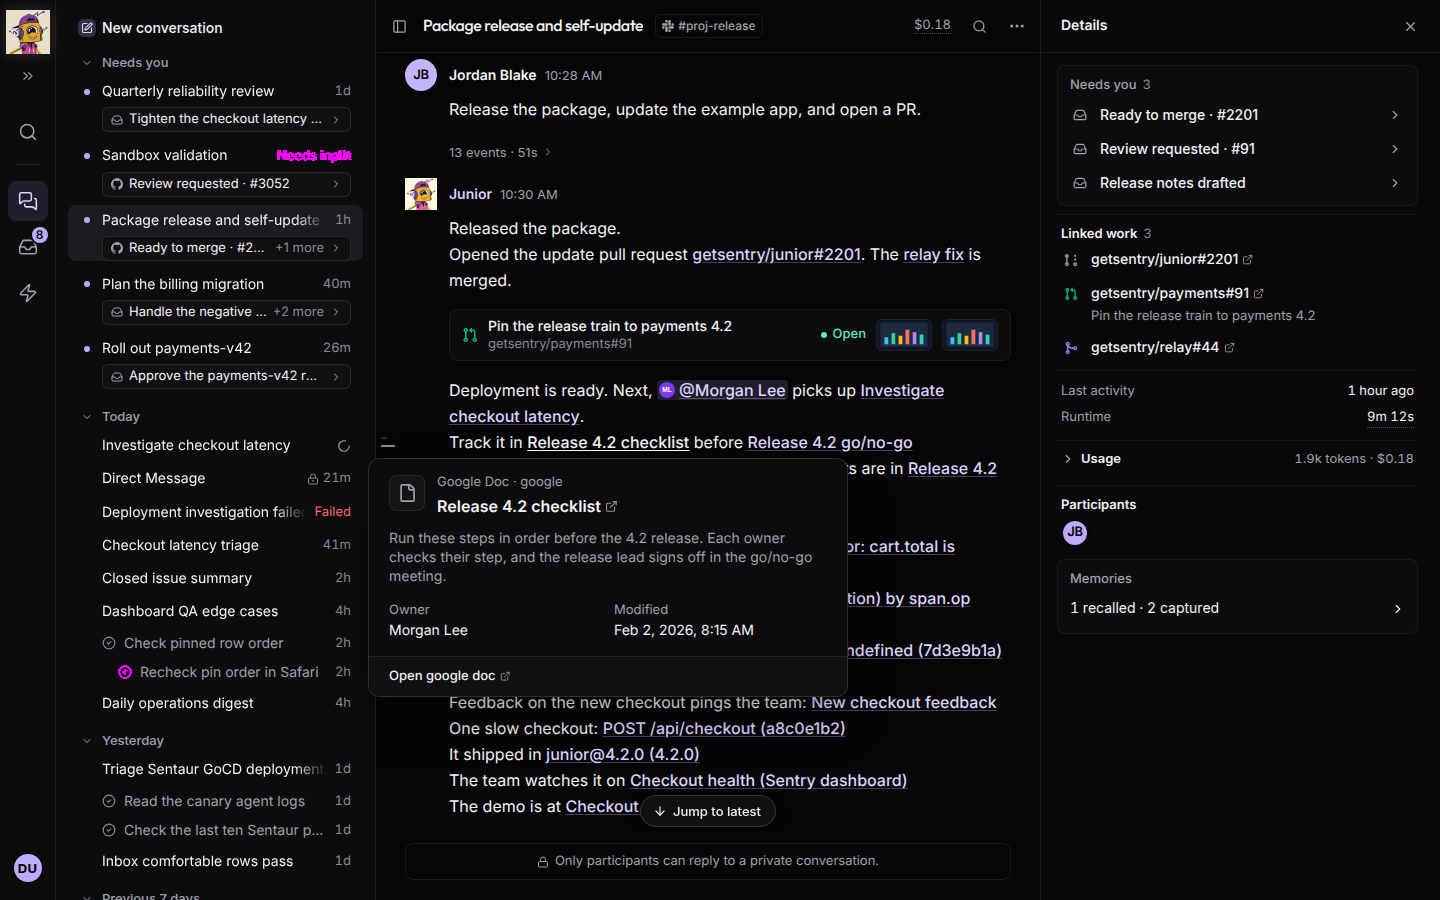 New conversation
Needs you
Quarterly reliability review 1d
Tighten the checkout latency ...
Sandbox validation
Review requested · #3052
Package release and self-update 1h
Ready to merge · #2... +1 more
Plan the billing migration 40m
Handle the negative ... +2 more
Roll out payments-v42 26m
Approve the payments-v42 r...
Today
Investigate checkout latency
Direct Message 21m
Deployment investigation failed Failed
Checkout latency triage 41m
Closed issue summary 2h
Dashboard QA edge cases 4h
Check pinned row order 2h
Recheck pin order in Safari 2h
Daily operations digest 4h
Yesterday
Triage Sentaur GoCD deployment 1d
Read the canary agent logs 1d
Check the last ten Sentaur p... 1d
Inbox comfortable rows pass 1d
Previous 7 days
8
DU
Package release and self-update #proj-release $0.18
JB Jordan Blake 10:28 AM
Release the package, update the example app, and open a PR.
13 events · 51s
Junior 10:30 AM
Released the package.
Opened the update pull request getsentry/junior#2201. The relay fix is
merged.
Pin the release train to payments 4.2
getsentry/payments#91
Open
Deployment is ready. Next, ML @Morgan Lee picks up Investigate
checkout latency.
Track it in Release 4.2 checklist before Release 4.2 go/no-go
ts are in Release 4.2
or: cart.total is
tion) by span.op
ndefined (7d3e9b1a)
Google Doc · google
Release 4.2 checklist
Run these steps in order before the 4.2 release. Each owner
checks their step, and the release lead signs off in the go/no-go
meeting.
Owner Modified
Morgan Lee Feb 2, 2026, 8:15 AM
Open google doc
Feedback on the new checkout pings the team: New checkout feedback
One slow checkout: POST /api/checkout (a8c0e1b2)
It shipped in junior@4.2.0 (4.2.0)
The team watches it on Checkout health (Sentry dashboard)
The demo is at Checkout
Jump to latest
Only participants can reply to a private conversation.
Details
Needs you 3
Ready to merge · #2201
Review requested · #91
Release notes drafted
Linked work 3
getsentry/junior#2201
getsentry/payments#91
Pin the release train to payments 4.2
getsentry/relay#44
Last activity 1 hour ago
Runtime 9m 12s
Usage 1.9k tokens · $0.18
Participants
JB
Memories
1 recalled · 2 captured